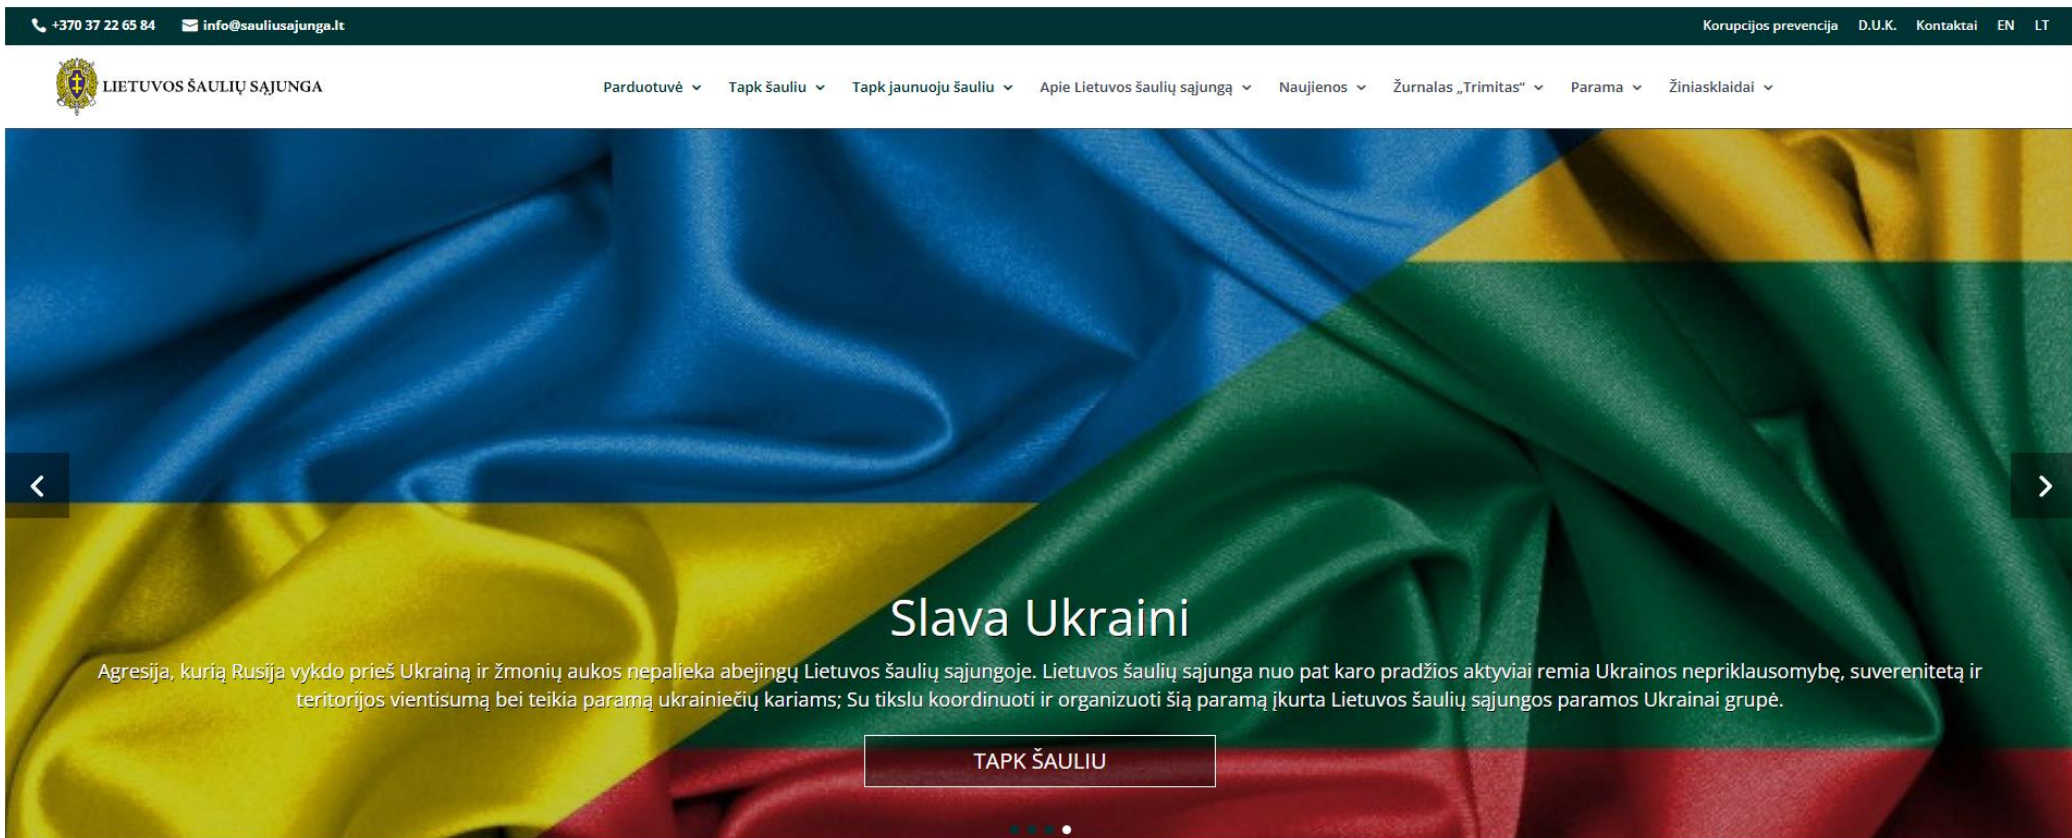 +370 37 22 65 84 info@sauliusajunga.lt Korupcijos prevencija D.U.K. Kontaktai EN LT
LIETUVOS ŠAULIŲ SĄJUNGA Parduotuvė Tapk šauliu Tapk jaunuoju šauliu Apie Lietuvos šaulių sąjungą Naujienos Žurnalas „Trimitas“ Parama Žiniasklaidai
Slava Ukraini
Agresija, kurią Rusija vykdo prieš Ukrainą ir žmonių aukos nepalieka abejingų Lietuvos šaulių sąjungoje. Lietuvos šaulių sąjunga nuo pat karo pradžios aktyviai remia Ukrainos nepriklausomybę, suverenitetą ir
teritorijos vientisumą bei teikia paramą ukrainiečių kariams; Su tikslu koordinuoti ir organizuoti šią paramą įkurta Lietuvos šaulių sąjungos paramos Ukrainai grupė.
TAPK ŠAULIU